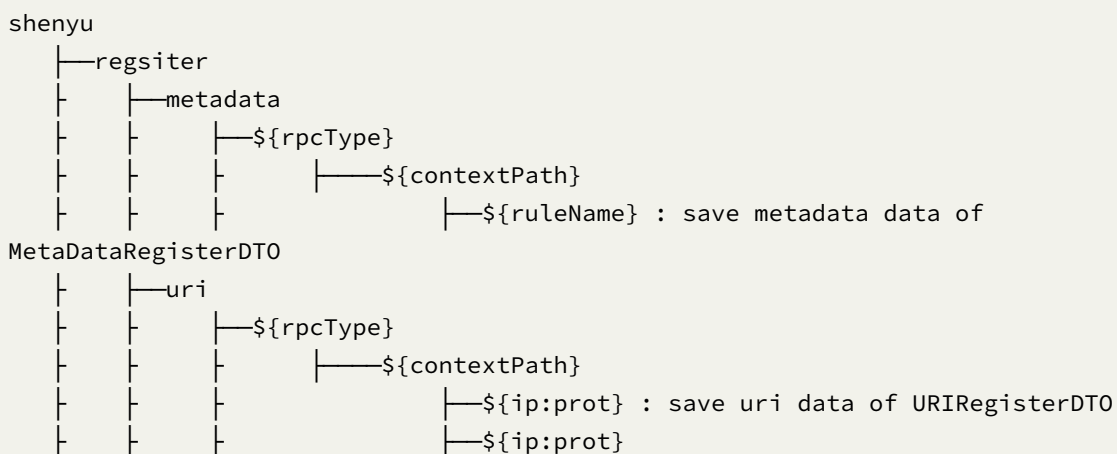 shenyu
   ├──regsiter
   ├    ├──metadata
   ├    ├     ├──${rpcType}
   ├    ├     ├      ├────${contextPath}
   ├    ├     ├               ├──${ruleName} : save metadata data of
MetaDataRegisterDTO
   ├    ├──uri
   ├    ├     ├──${rpcType}
   ├    ├     ├      ├────${contextPath}
   ├    ├     ├               ├──${ip:prot} : save uri data of URIRegisterDTO
   ├    ├     ├               ├──${ip:prot}